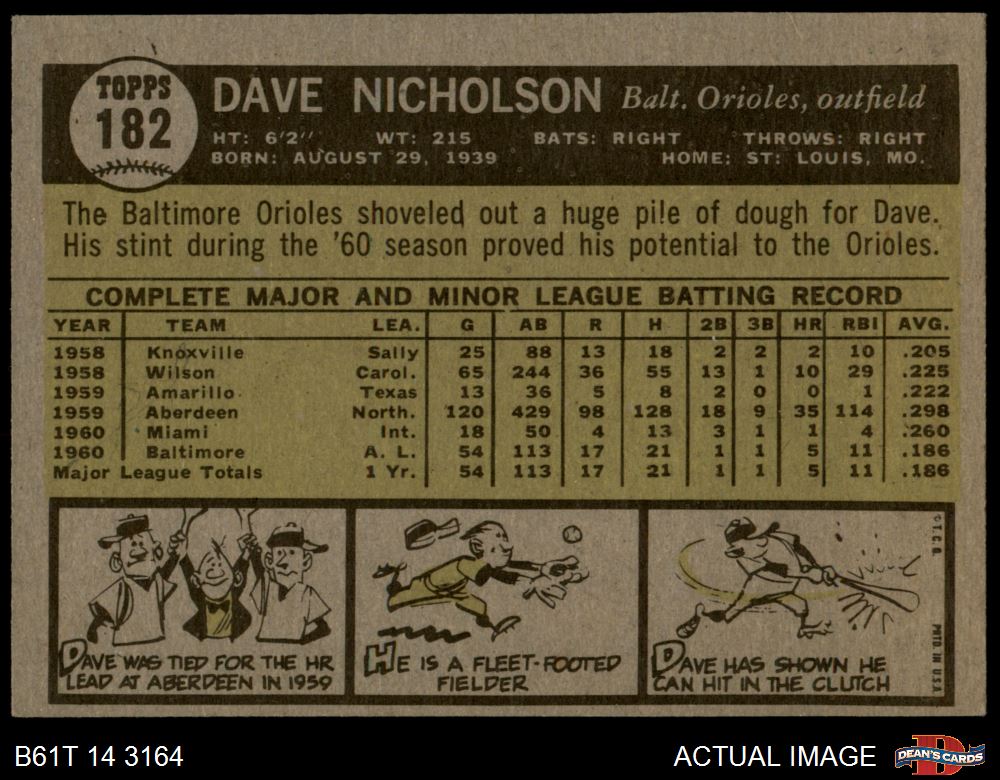 TOPPS
182
DAVE NICHOLSON Balt. Orioles, outfield
HT: 6'2'' WT: 215 BATS: RIGHT THROWS: RIGHT
BORN: AUGUST 29, 1939 HOME: ST: LOUIS, MO.
The Baltimore Orioles shoveled out a huge pile of dough for Dave.
His stint during the '60 season proved his potential to the Orioles.
COMPLETE MAJOR AND MINOR LEAGUE BATTING RECORD
YEAR TEAM LEA. G AB R H 2B 3B HR RBI AVG.
1958 Knoxville Sally 25 88 13 18 2 2 2 10 .205
1958 Wilson Carol. 65 244 36 55 13 1 10 29 .225
1959 Amarillo Texas 13 36 5 8 2 0 0 1 .222
1959 Aberdeen North. 120 429 98 128 18 9 35 114 .298
1960 Miami Int. 18 50 4 13 3 1 1 4 .260
1960 Baltimore A. L. 54 113 17 21 1 1 5 11 .186
Major League Totals 1 Yr. 54 113 17 21 1 1 5 11 .186
DAVE WAS TIED FOR THE HR
LEAD AT ABERDEEN IN 1959
HE IS A FLEET-FOOTED
FIELDER
DAVE HAS SHOWN HE
CAN HIT IN THE CLUTCH
©T.C.G. PRTD. IN U.S.A.
B61T 14 3164
ACTUAL IMAGE
DEAN'S CARDS